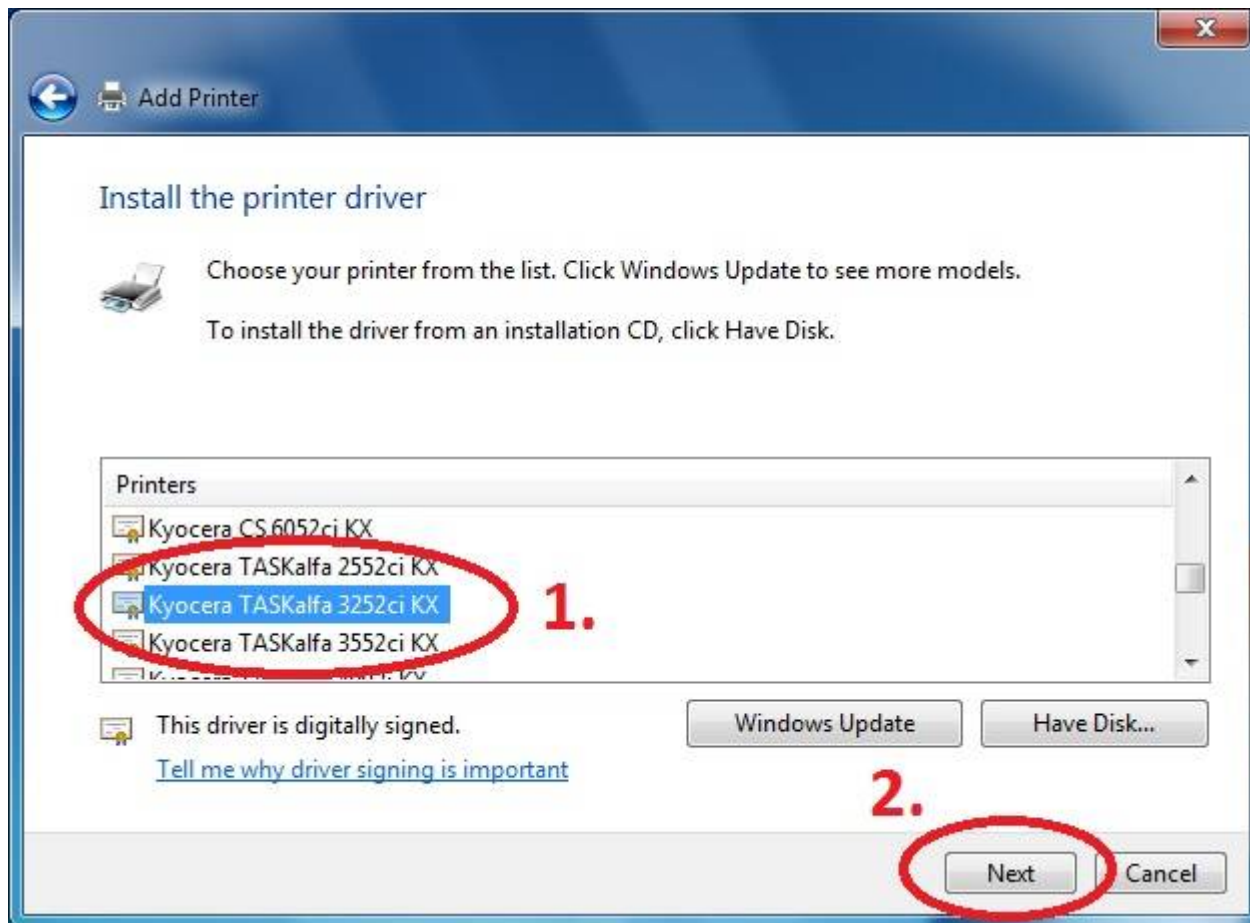 Add Printer
Install the printer driver
Choose your printer from the list. Click Windows Update to see more models.
To install the driver from an installation CD, click Have Disk.
Printers
Kyocera CS 6052ci KX
Kyocera TASKalfa 2552ci KX
Kyocera TASKalfa 3252ci KX
1.
Kyocera TASKalfa 3552ci KX
This driver is digitally signed.
Windows Update
Have Disk...
Tell me why driver signing is important
2.
Next
Cancel